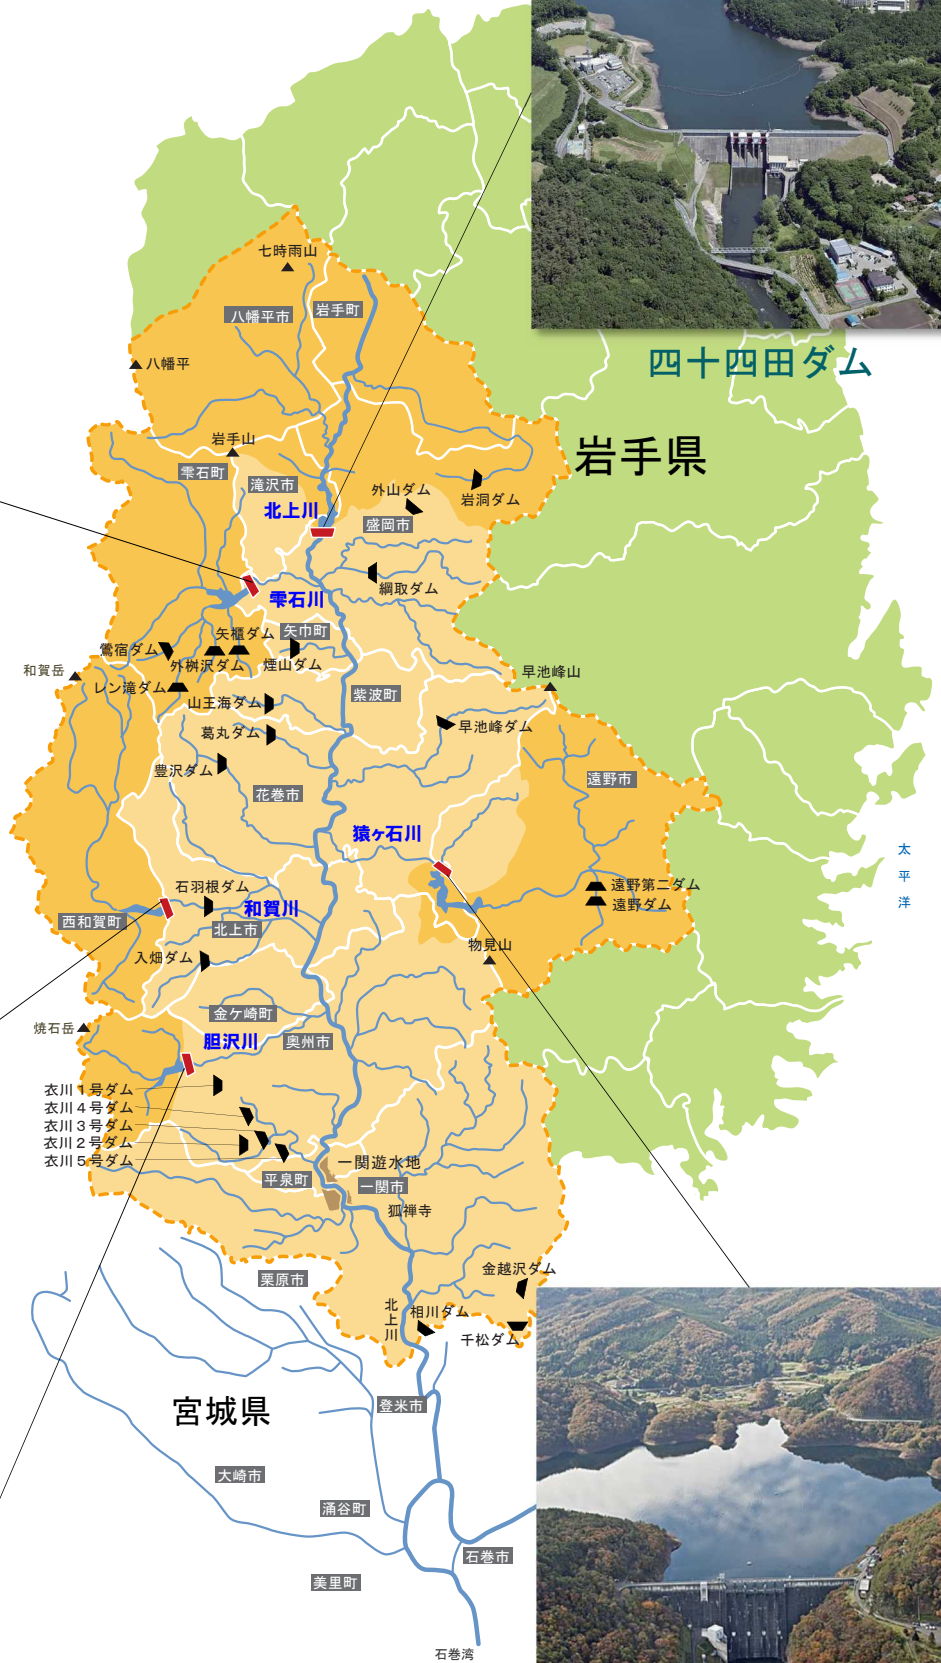 七時雨山
八幡平市
岩手町
四十四田ダム
八幡平
岩手県
岩手山
雫石町
滝沢市
外山ダム
岩洞ダム
北上川
盛岡市
綱取ダム
雫石川
矢櫃ダム
矢巾町
鶯宿ダム
外桝沢ダム
煙山ダム
和賀岳
早池峰山
レン滝ダム
紫波町
山王海ダム
早池峰ダム
葛丸ダム
豊沢ダム
遠野市
花巻市
猿ヶ石川
太平洋
石羽根ダム
遠野第二ダム
遠野ダム
和賀川
西和賀町
北上市
物見山
入畑ダム
金ケ崎町
焼石岳
胆沢川
奥州市
衣川1号ダム
衣川4号ダム
衣川3号ダム
衣川2号ダム
衣川5号ダム
一関遊水地
平泉町
一関市
狐禅寺
金越沢ダム
栗原市
北上川
相川ダム
千松ダム
宮城県
登米市
大崎市
涌谷町
石巻市
美里町
石巻湾